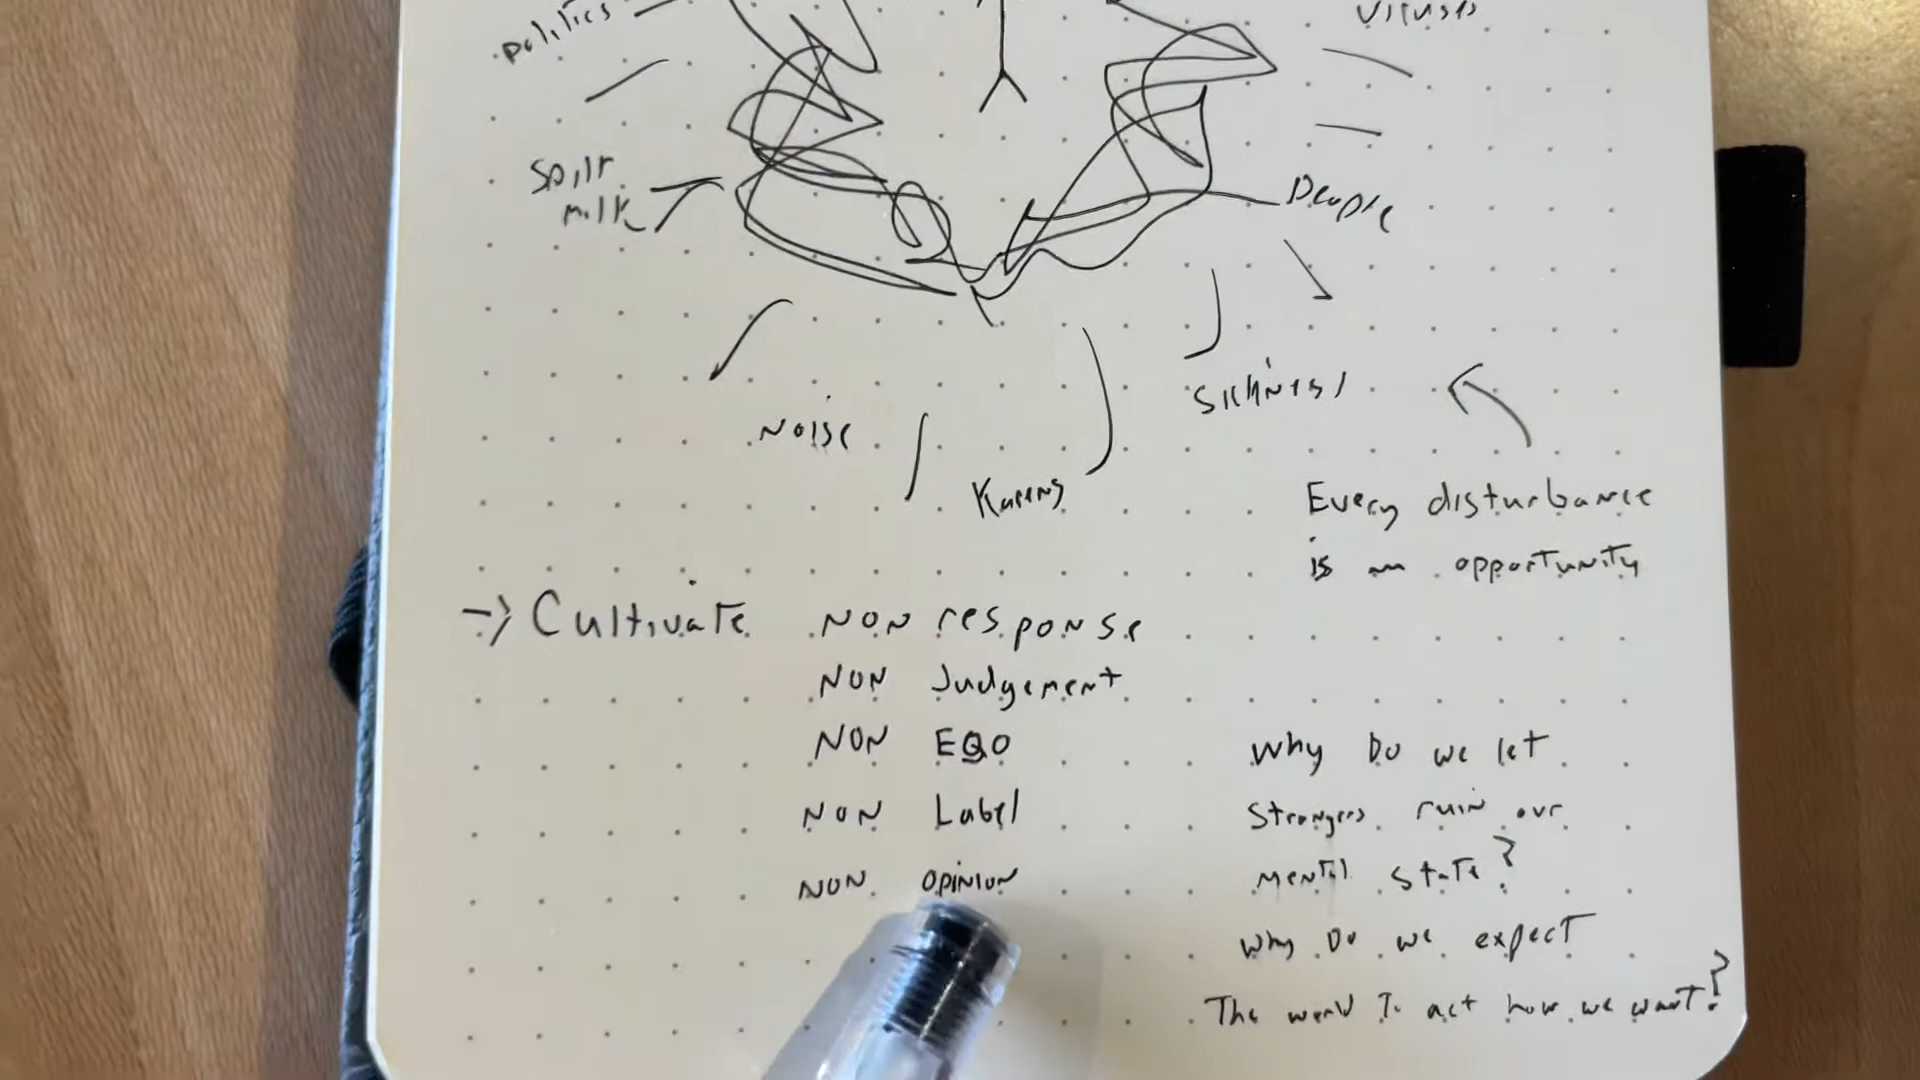 politics
Viruses
Spilt
milk
People
Sickness
Noise
Karens
Every disturbance
is an opportunity
-> Cultivate NON response
NON Judgement
NON EGO
NON Label
NON opinion
Why Do we let
Strangers ruin our
mental state?
Why Do we expect
The world To act how we want?